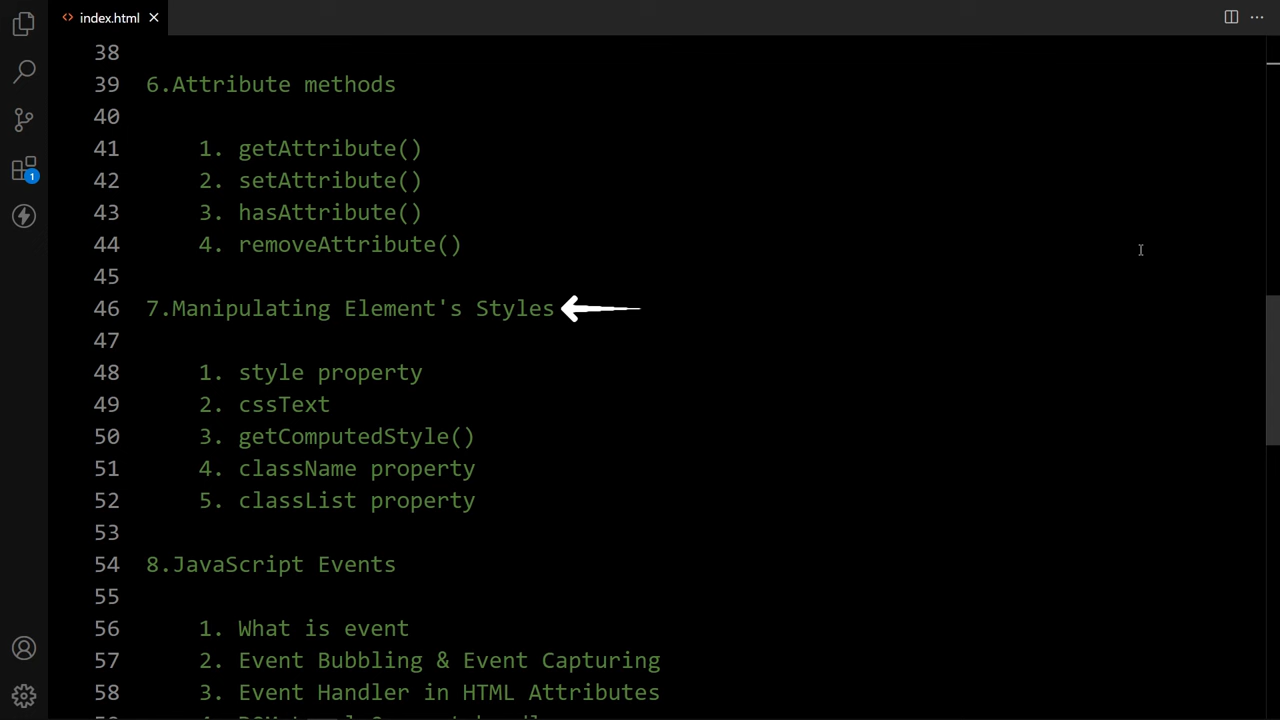 index.html
38
39 6.Attribute methods
40
41 1. getAttribute()
42 2. setAttribute()
43 3. hasAttribute()
44 4. removeAttribute()
45
46 7.Manipulating Element's Styles
47
48 1. style property
49 2. cssText
50 3. getComputedStyle()
51 4. className property
52 5. classList property
53
54 8.JavaScript Events
55
56 1. What is event
57 2. Event Bubbling & Event Capturing
58 3. Event Handler in HTML Attributes
1